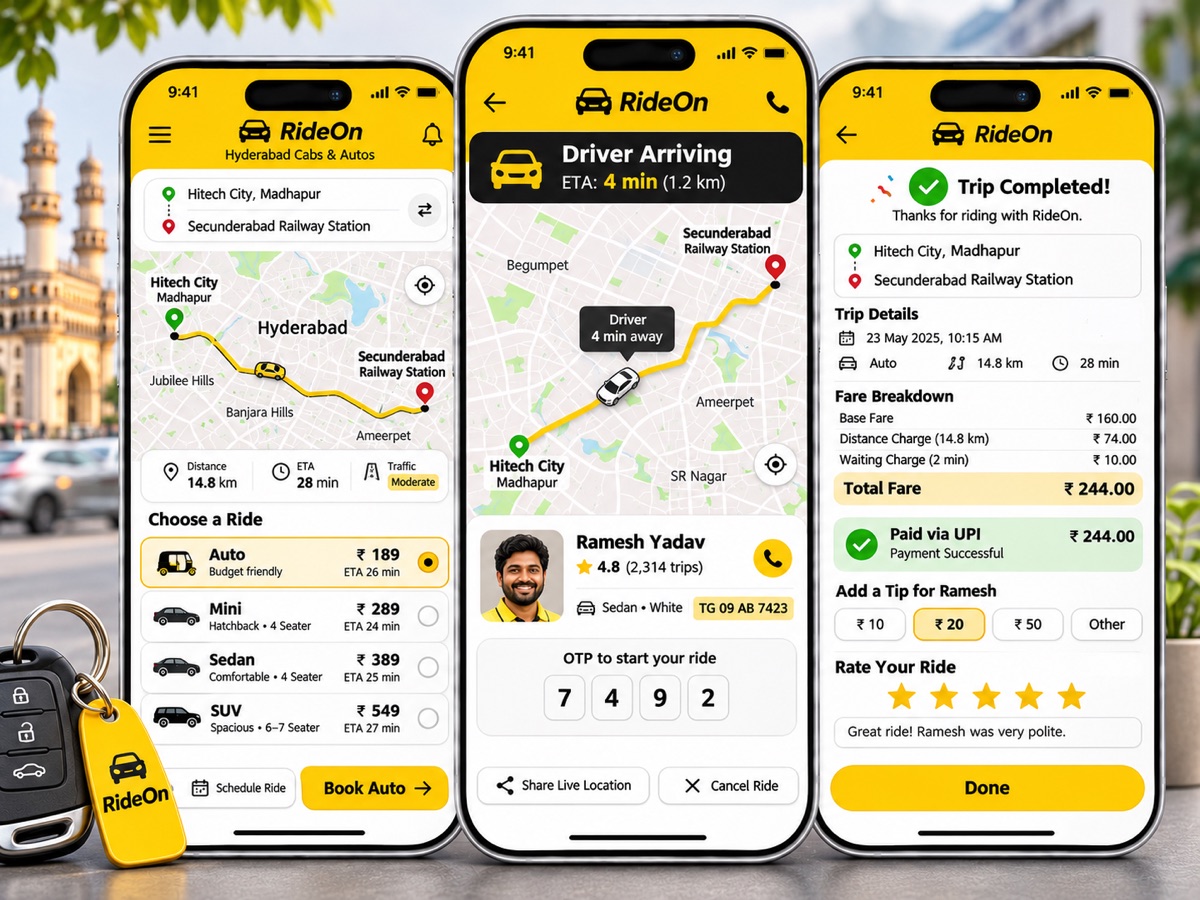 9:41
RideOn
Hyderabad Cabs & Autos
Hitech City, Madhapur
Secunderabad Railway Station
Hitech City
Madhapur
Hyderabad
Secunderabad
Railway Station
Jubilee Hills
Banjara Hills
Ameerpet
Distance
14.8 km
ETA
28 min
Traffic
Moderate
Choose a Ride
Auto ₹ 189
Budget friendly ETA 26 min
Mini ₹ 289
Hatchback • 4 Seater ETA 24 min
Sedan ₹ 389
Comfortable • 4 Seater ETA 25 min
SUV ₹ 549
Spacious • 6–7 Seater ETA 27 min
Schedule Ride
Book Auto →
RideOn
9:41
RideOn
Driver Arriving
ETA: 4 min (1.2 km)
Secunderabad
Railway Station
Begumpet
Driver
4 min away
Ameerpet
Hitech City
Madhapur
SR Nagar
Ramesh Yadav
4.8 (2,314 trips)
Sedan • White TG 09 AB 7423
OTP to start your ride
7 4 9 2
Share Live Location
Cancel Ride
9:41
RideOn
Trip Completed!
Thanks for riding with RideOn.
Hitech City, Madhapur
Secunderabad Railway Station
Trip Details
23 May 2025, 10:15 AM
Auto 14.8 km 28 min
Fare Breakdown
Base Fare ₹ 160.00
Distance Charge (14.8 km) ₹ 74.00
Waiting Charge (2 min) ₹ 10.00
Total Fare ₹ 244.00
Paid via UPI ₹ 244.00
Payment Successful
Add a Tip for Ramesh
₹ 10 ₹ 20 ₹ 50 Other
Rate Your Ride
Great ride! Ramesh was very polite.
Done